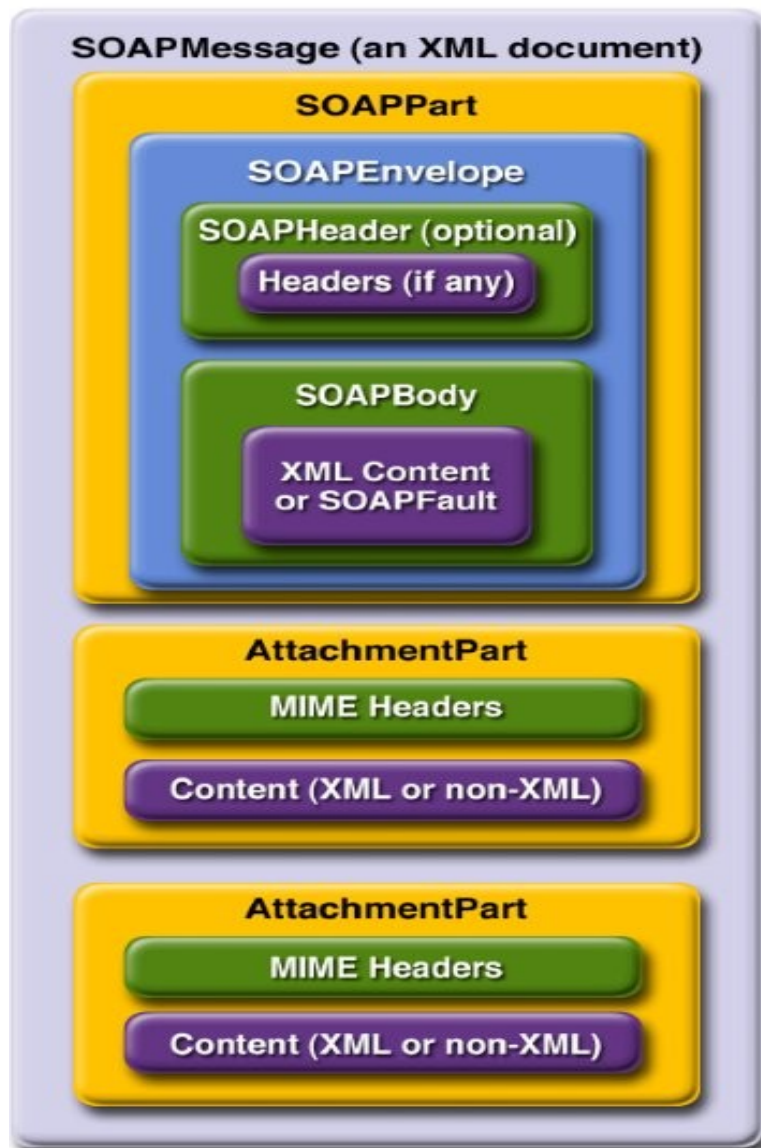 SOAPMessage (an XML document)
SOAPPart
SOAPEnvelope
SOAPHeader (optional)
Headers (if any)
SOAPBody
XML Content
or SOAPFault
AttachmentPart
MIME Headers
Content (XML or non-XML)
AttachmentPart
MIME Headers
Content (XML or non-XML)